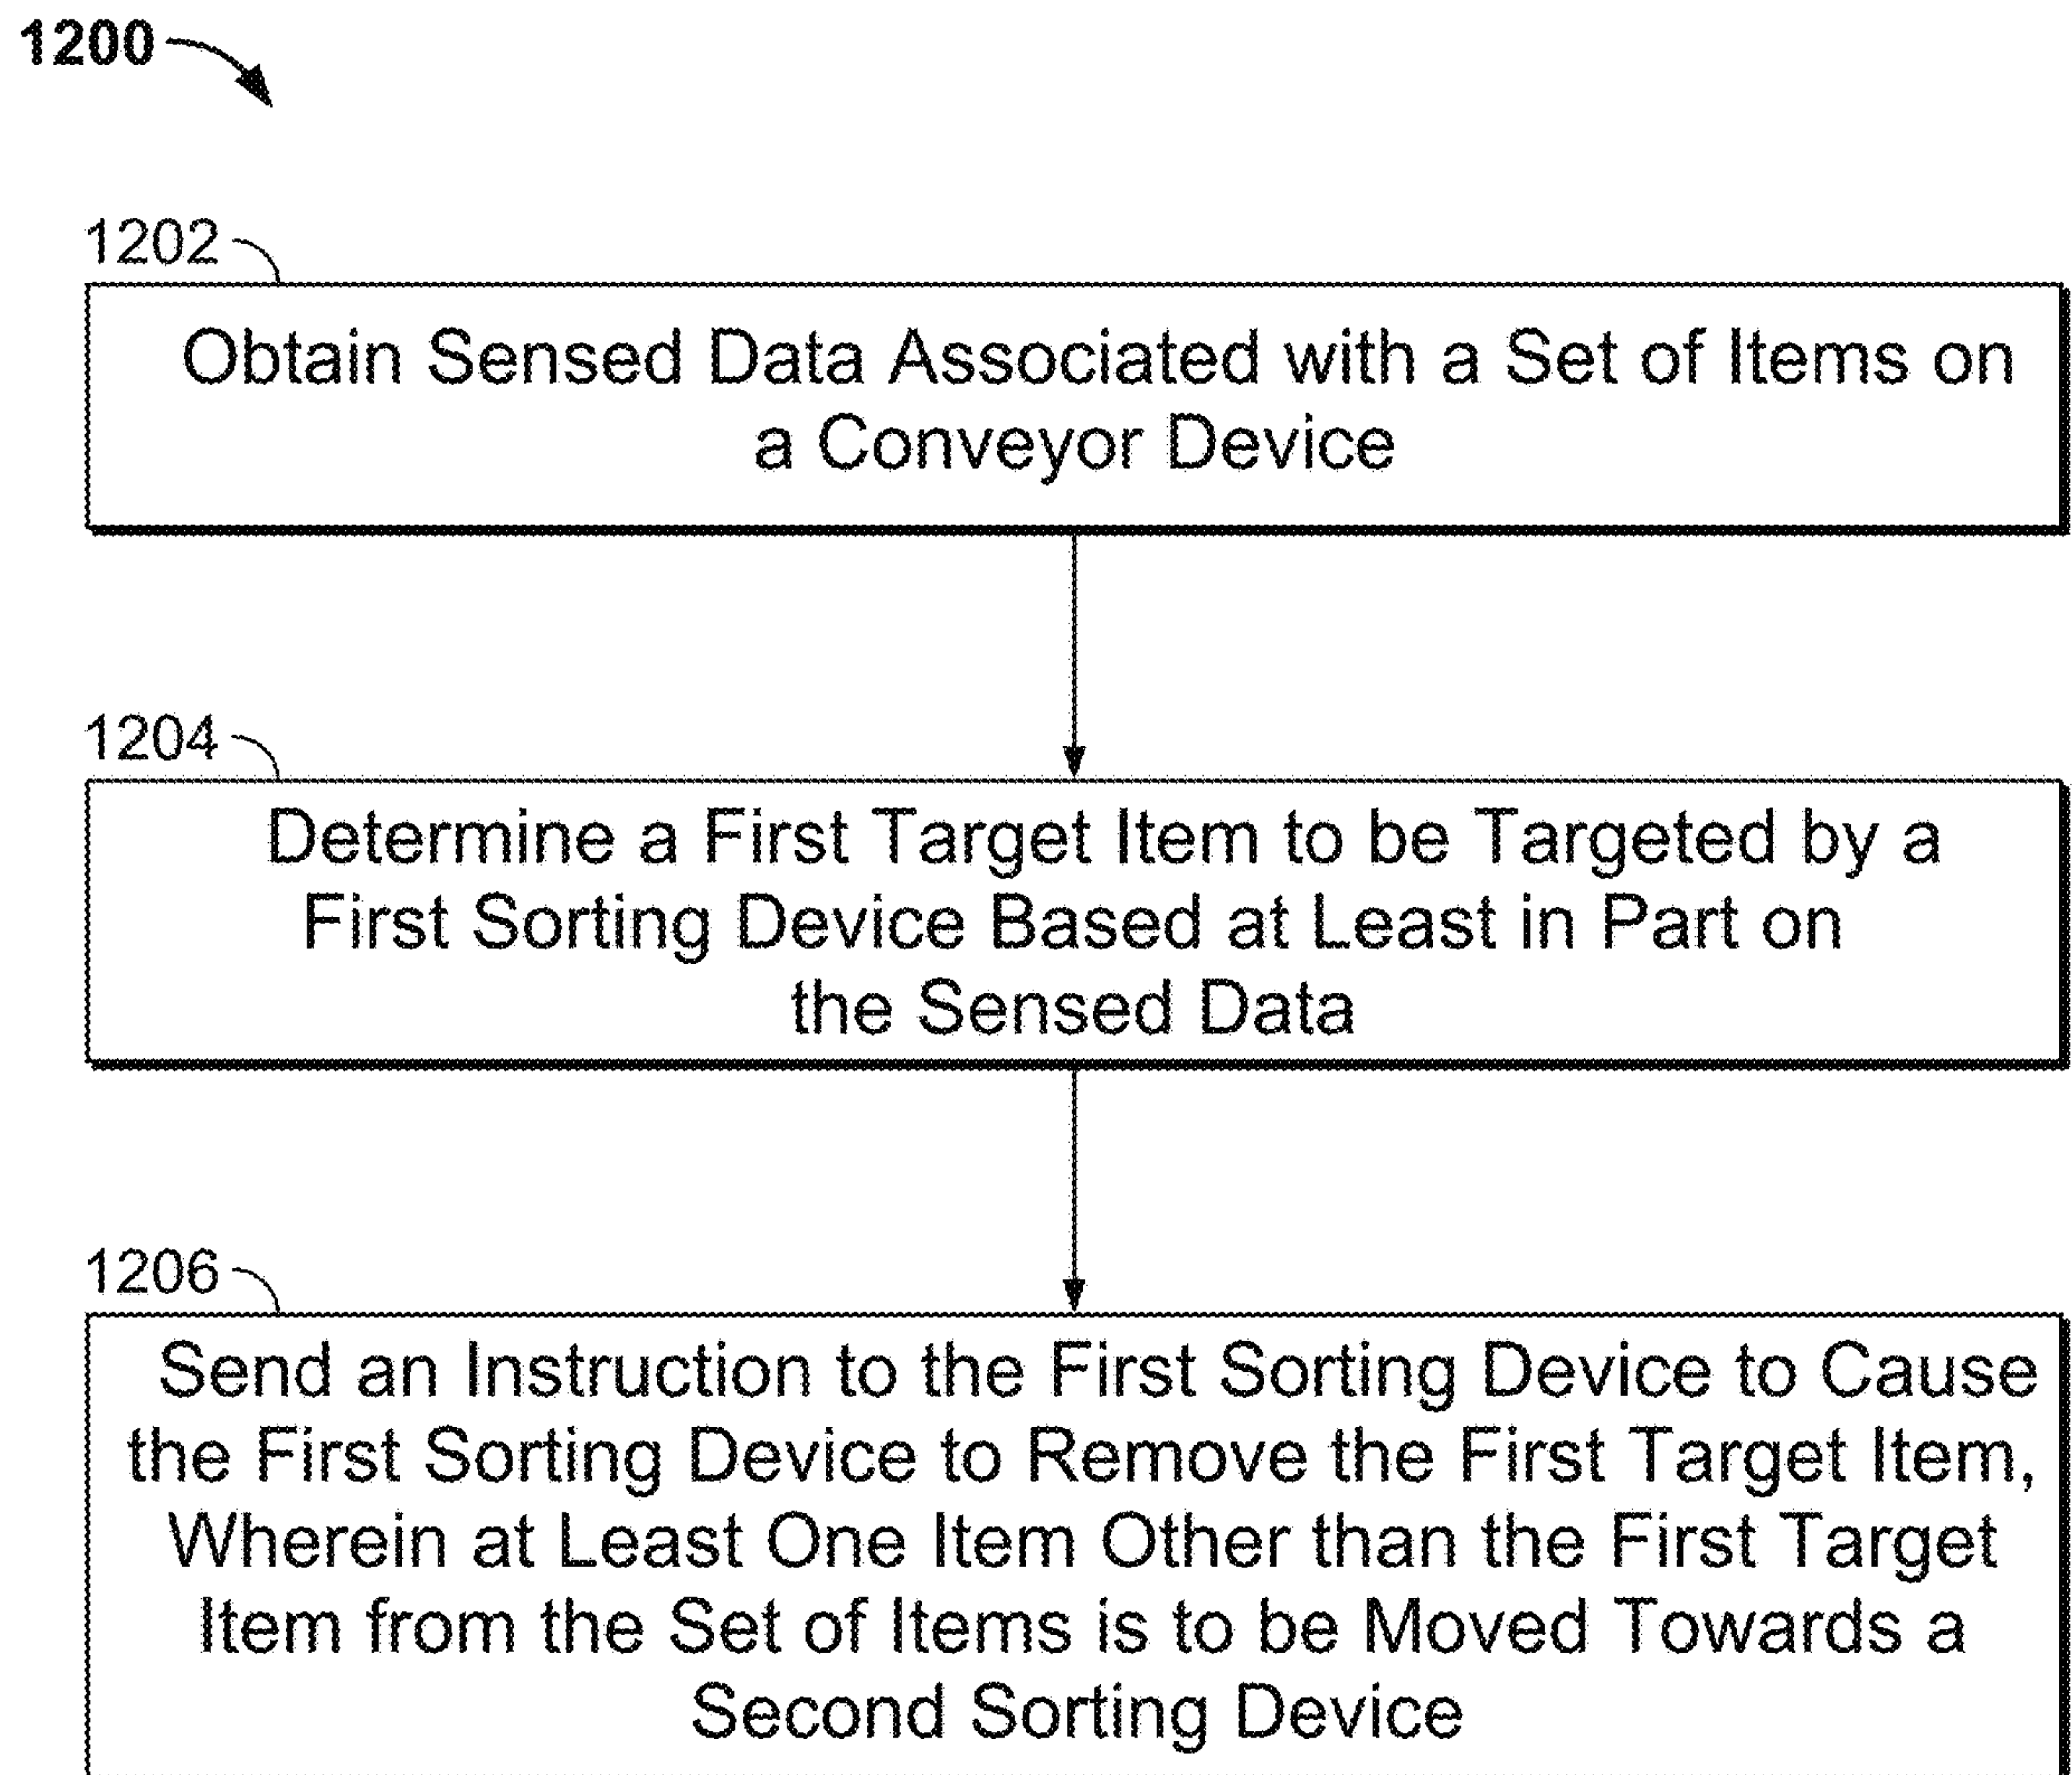 1200
1202
Obtain Sensed Data Associated with a Set of Items on
a Conveyor Device
1204
Determine a First Target Item to be Targeted by a
First Sorting Device Based at Least in Part on
the Sensed Data
1206
Send an Instruction to the First Sorting Device to Cause
the First Sorting Device to Remove the First Target Item,
Wherein at Least One Item Other than the First Target
Item from the Set of Items is to be Moved Towards a
Second Sorting Device